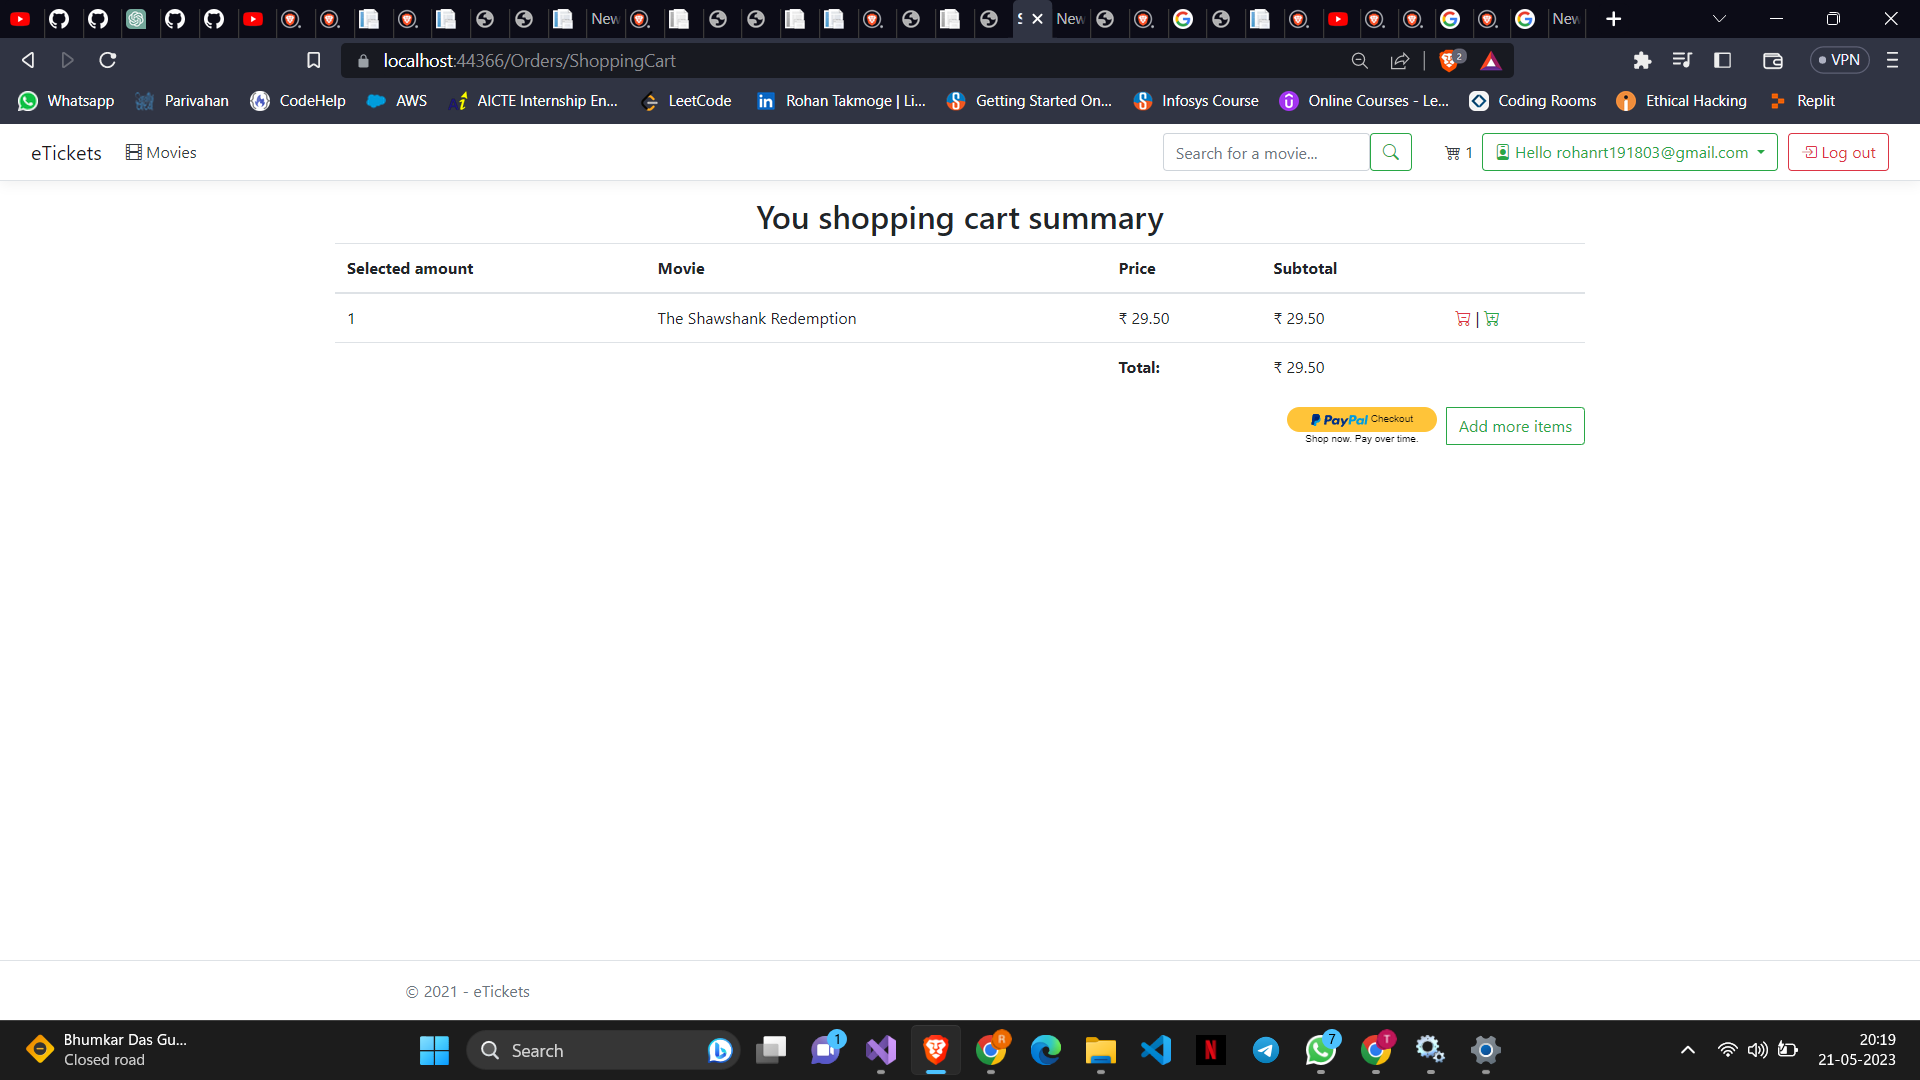 New
New
New
localhost:44366/Orders/ShoppingCart
2
VPN
Whatsapp
Parivahan
CodeHelp
AWS
AICTE Internship En...
LeetCode
Rohan Takmoge | Li...
Getting Started On...
Infosys Course
Online Courses - Le...
Coding Rooms
Ethical Hacking
Replit
eTickets
Movies
Search for a movie...
1
Hello rohanrt191803@gmail.com
Log out
You shopping cart summary
Selected amount Movie Price Subtotal
1 The Shawshank Redemption ₹ 29.50 ₹ 29.50 |
Total: ₹ 29.50
PayPal Checkout
Shop now. Pay over time.
Add more items
© 2021 - eTickets
Bhumkar Das Gu...
Closed road
Search
1
R
N
7
T
20:19
21-05-2023